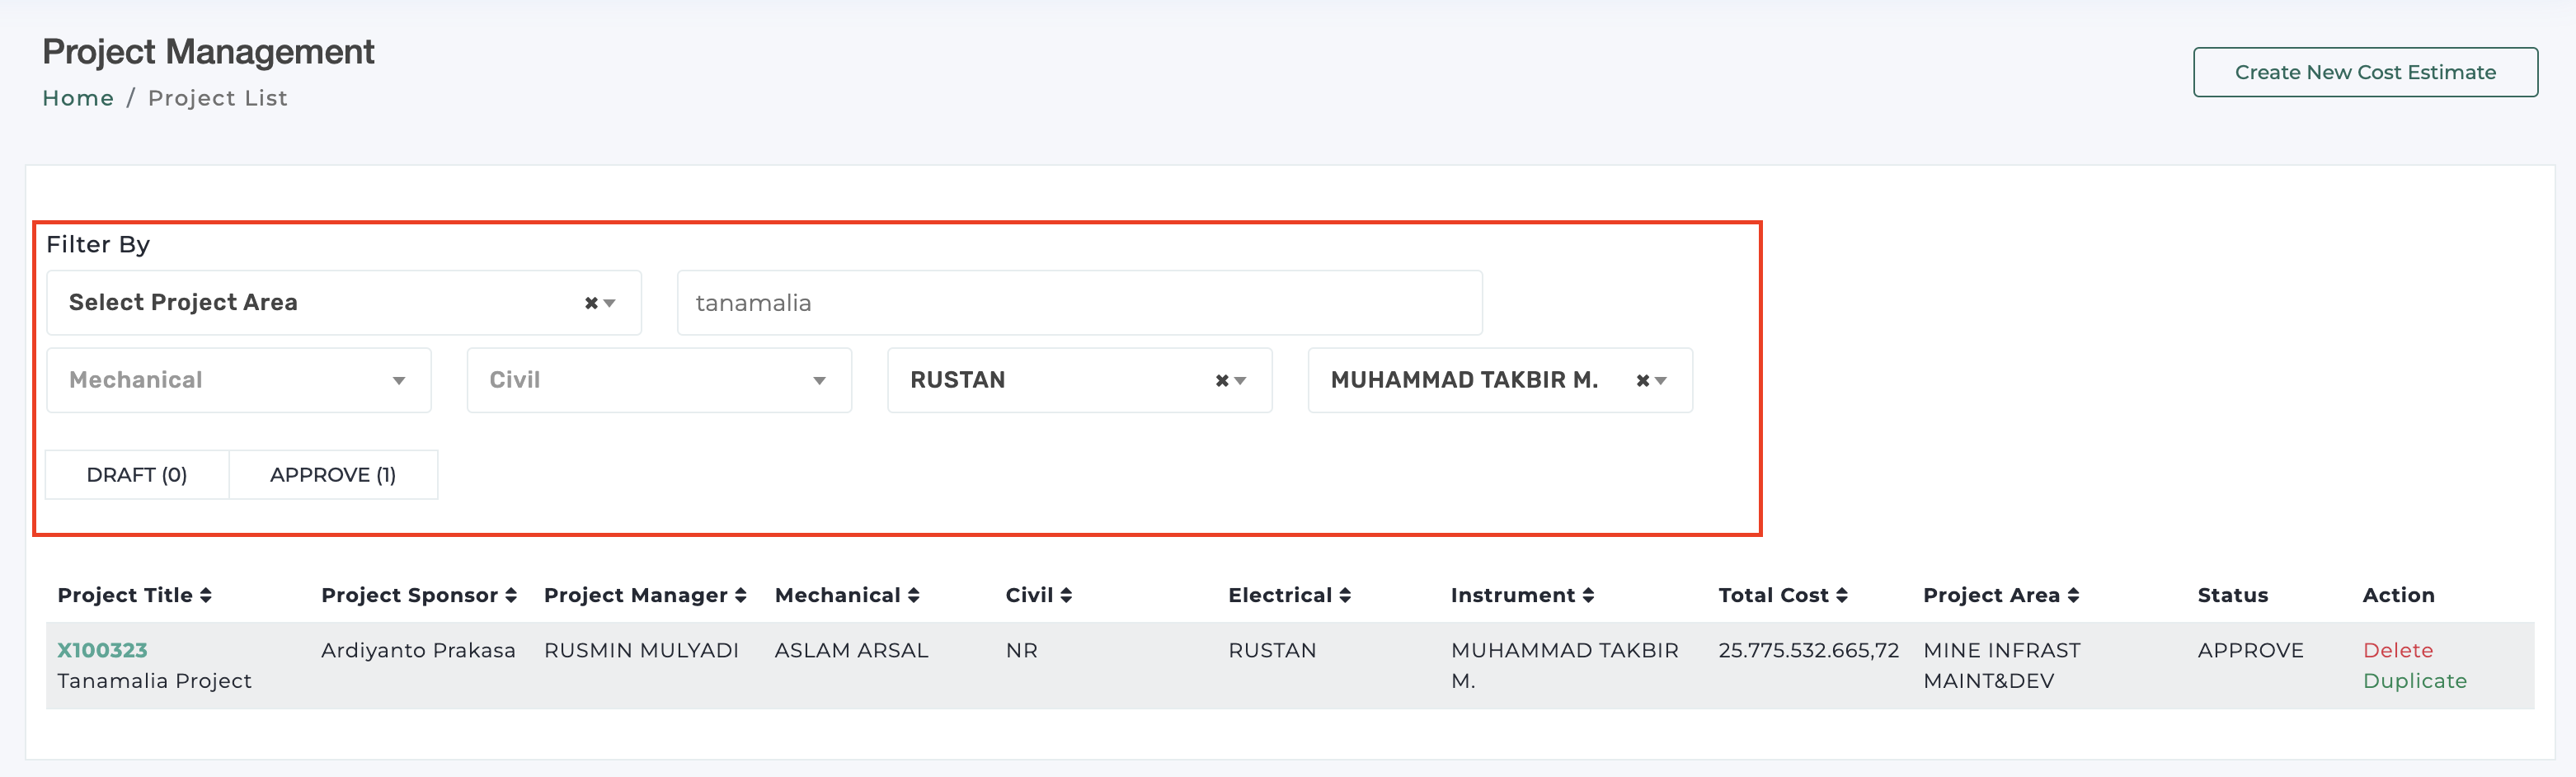 Project Management
Create New Cost Estimate
Home / Project List
Filter By
Select Project Area
tanamalia
Mechanical
Civil
RUSTAN
MUHAMMAD TAKBIR M.
DRAFT (0)
APPROVE (1)
Project Title Project Sponsor Project Manager Mechanical Civil Electrical Instrument Total Cost Project Area Status Action
X100323 Ardiyanto Prakasa RUSMIN MULYADI ASLAM ARSAL NR RUSTAN MUHAMMAD TAKBIR 25.775.532.665,72 MINE INFRAST APPROVE Delete
Tanamalia Project M. MAINT&DEV Duplicate